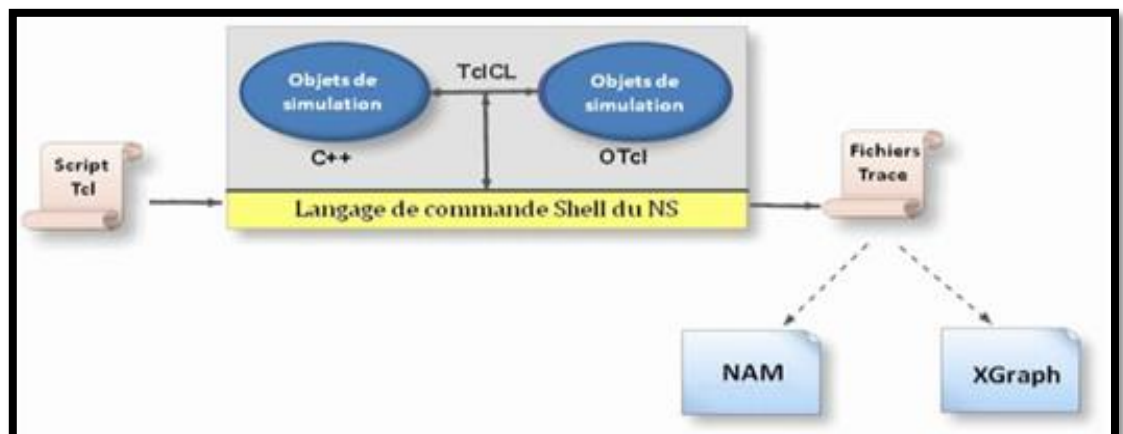 Objets de
simulation
TclCL
Objets de
simulation
C++
OTcl
Script
Tcl
Langage de commande Shell du NS
Fichiers
Trace
NAM
XGraph